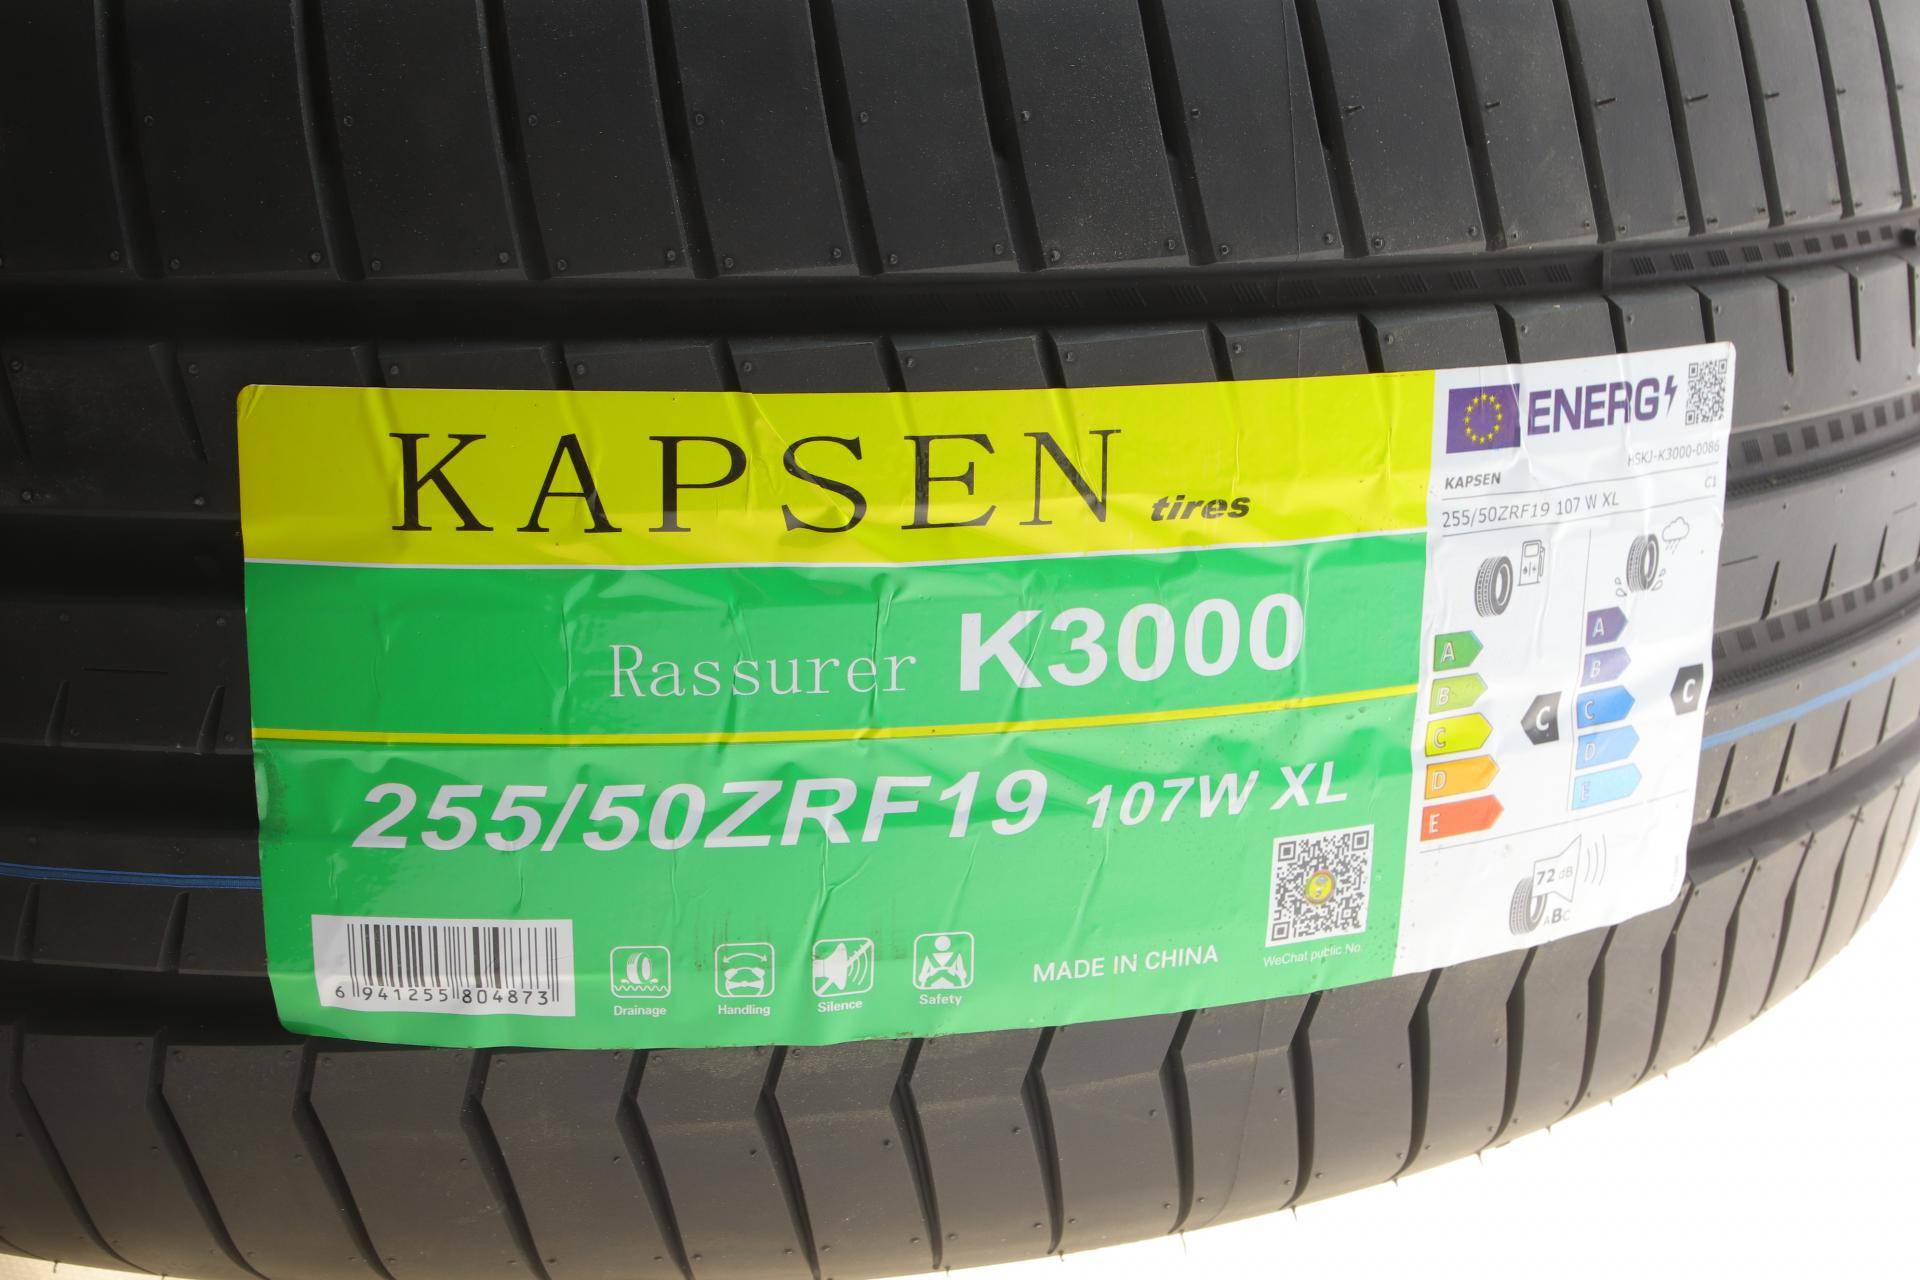 KAPSEN tires
Rassurer K3000
255/50ZRF19 107W XL
6 941255 804873
Drainage
Handling
Silence
Safety
MADE IN CHINA
WeChat public No.
ENERG
HSKJ-K3000-0086
KAPSEN
C1
255/50ZRF19 107 W XL
A
B
C
D
E
C
A
B
C
D
E
C
72 dB
ABC